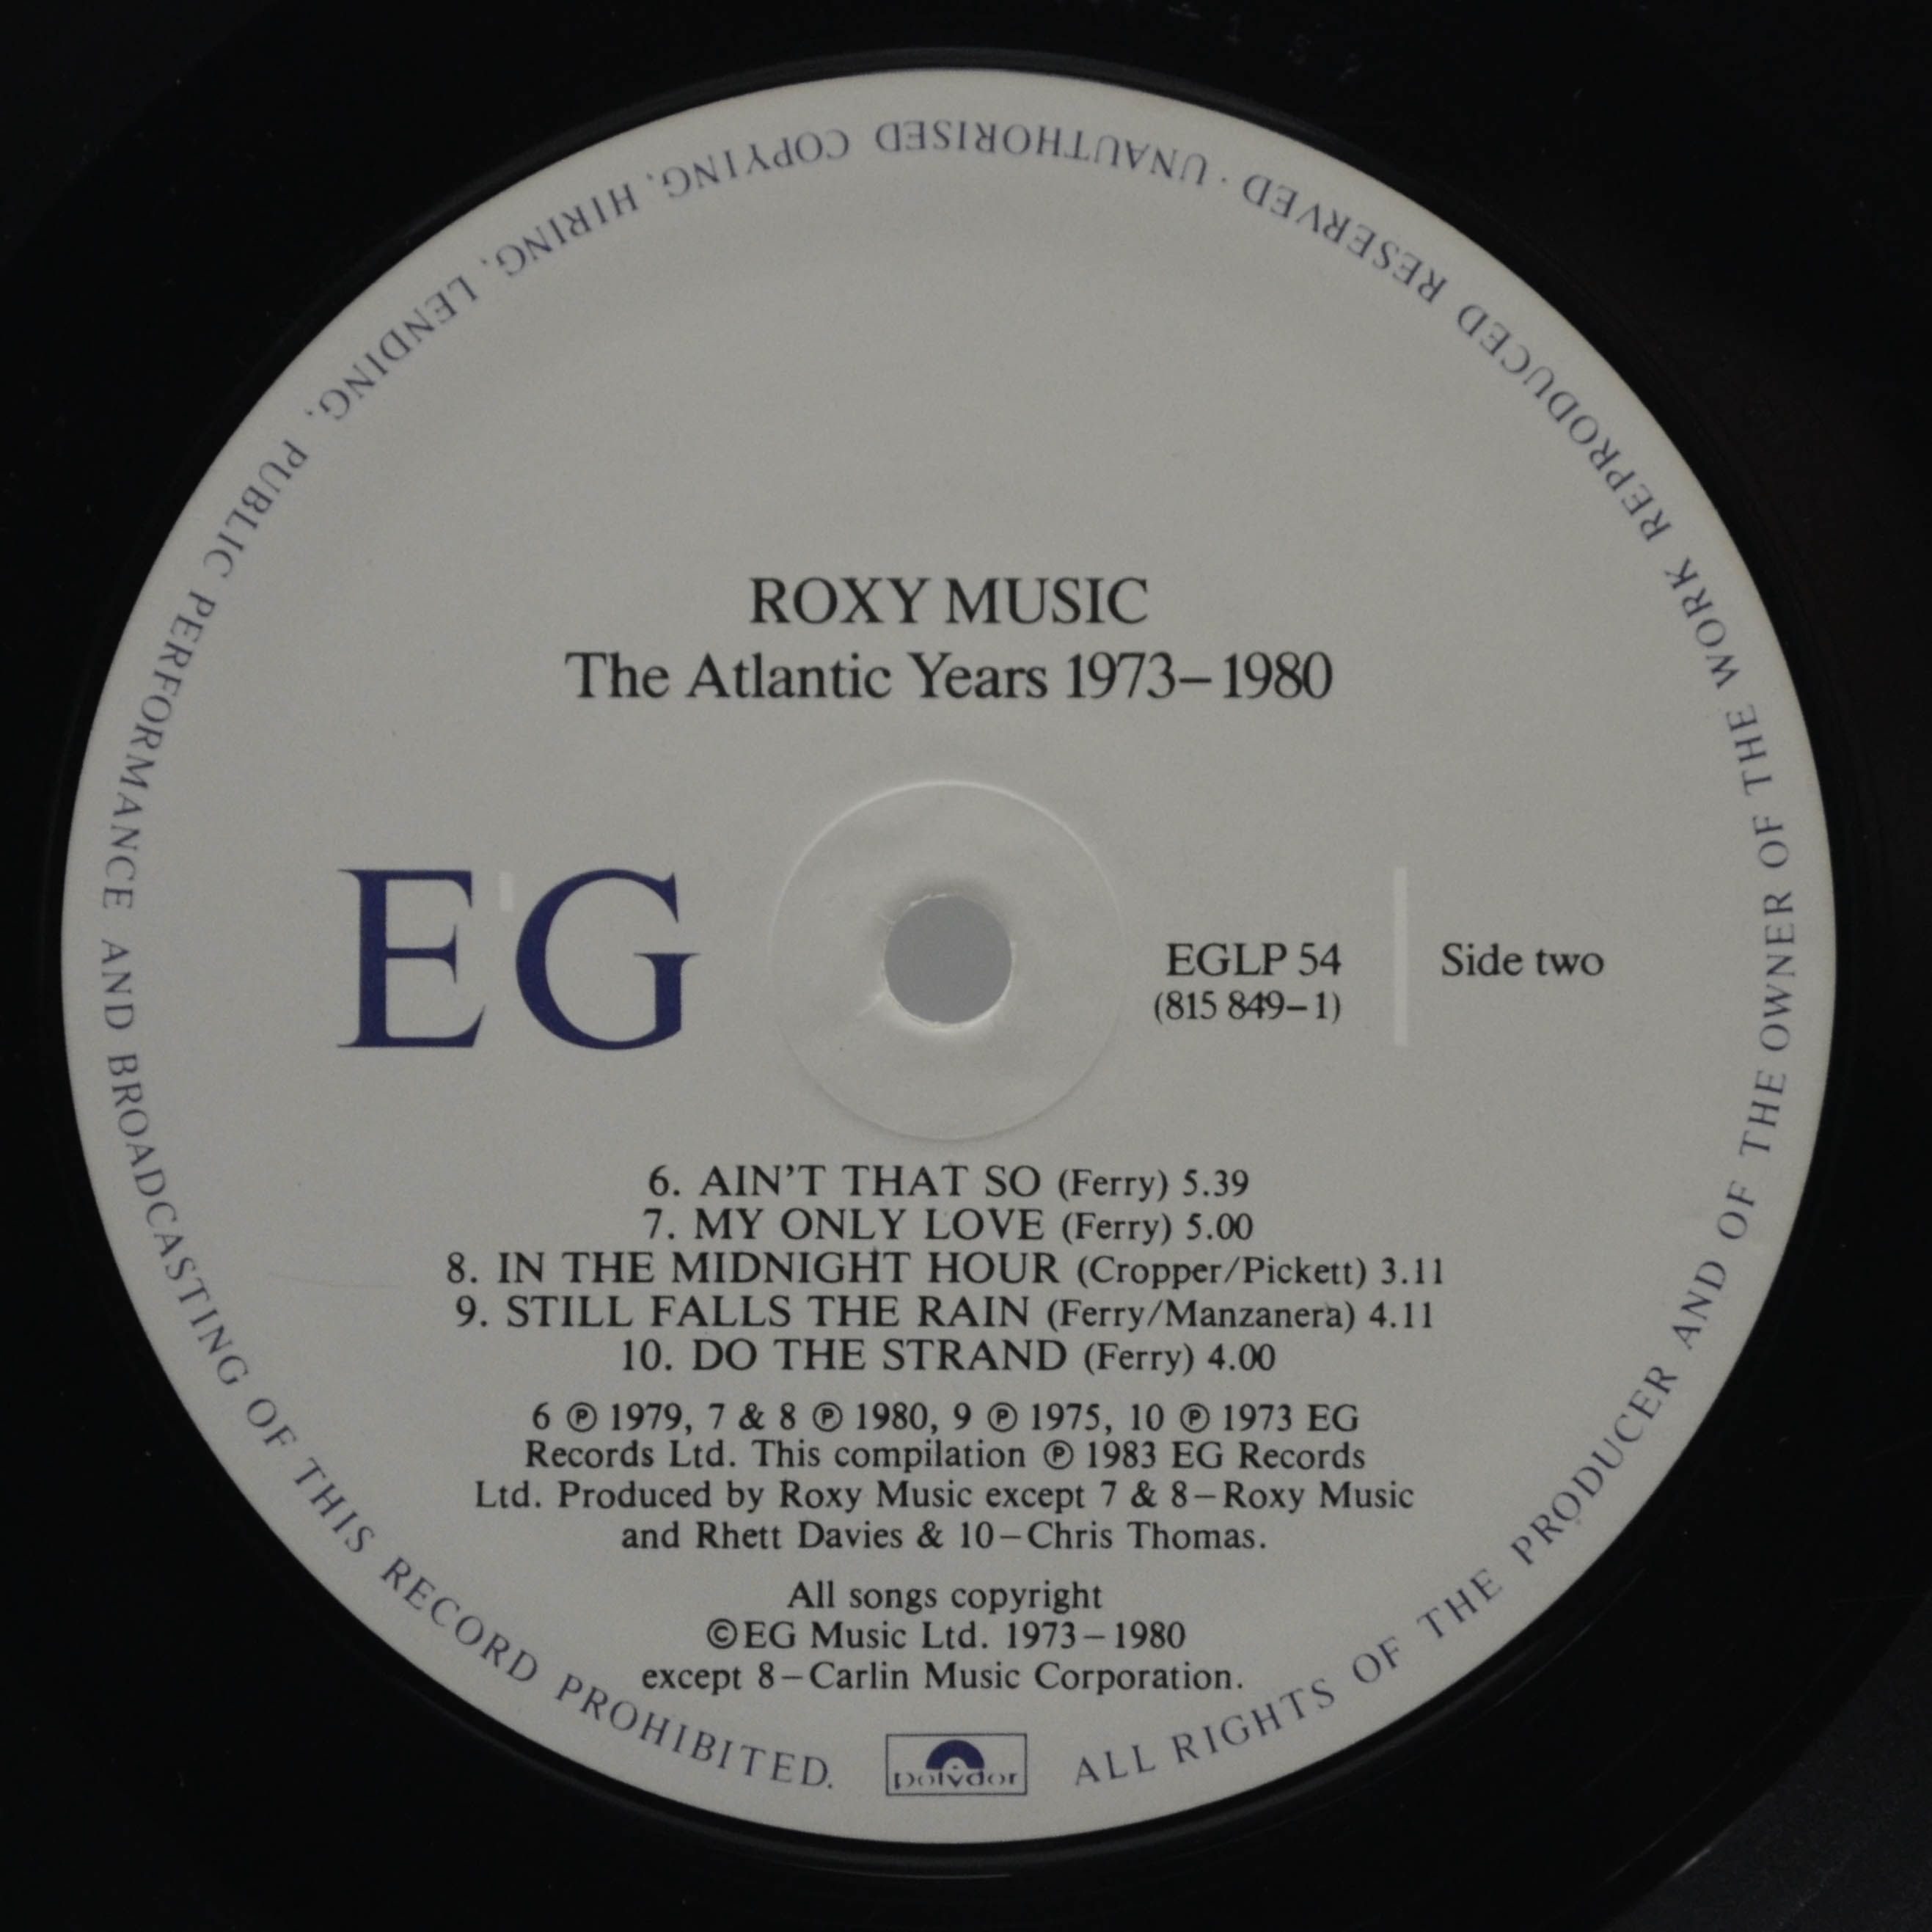 ROXY MUSIC
The Atlantic Years 1973–1980
EG
EGLP 54
(815 849–1)
Side two
6. AIN'T THAT SO (Ferry) 5.39
7. MY ONLY LOVE (Ferry) 5.00
8. IN THE MIDNIGHT HOUR (Cropper/Pickett) 3.11
9. STILL FALLS THE RAIN (Ferry/Manzanera) 4.11
10. DO THE STRAND (Ferry) 4.00
6 ℗ 1979, 7 & 8 ℗ 1980, 9 ℗ 1975, 10 ℗ 1973 EG
Records Ltd. This compilation ℗ 1983 EG Records
Ltd. Produced by Roxy Music except 7 & 8–Roxy Music
and Rhett Davies & 10–Chris Thomas.
All songs copyright
©EG Music Ltd. 1973–1980
except 8–Carlin Music Corporation.
polydor
ALL RIGHTS OF THE PRODUCER AND OF THE OWNER OF THE WORK REPRODUCED RESERVED · UNAUTHORISED COPYING, HIRING, LENDING, PUBLIC PERFORMANCE AND BROADCASTING OF THIS RECORD PROHIBITED.